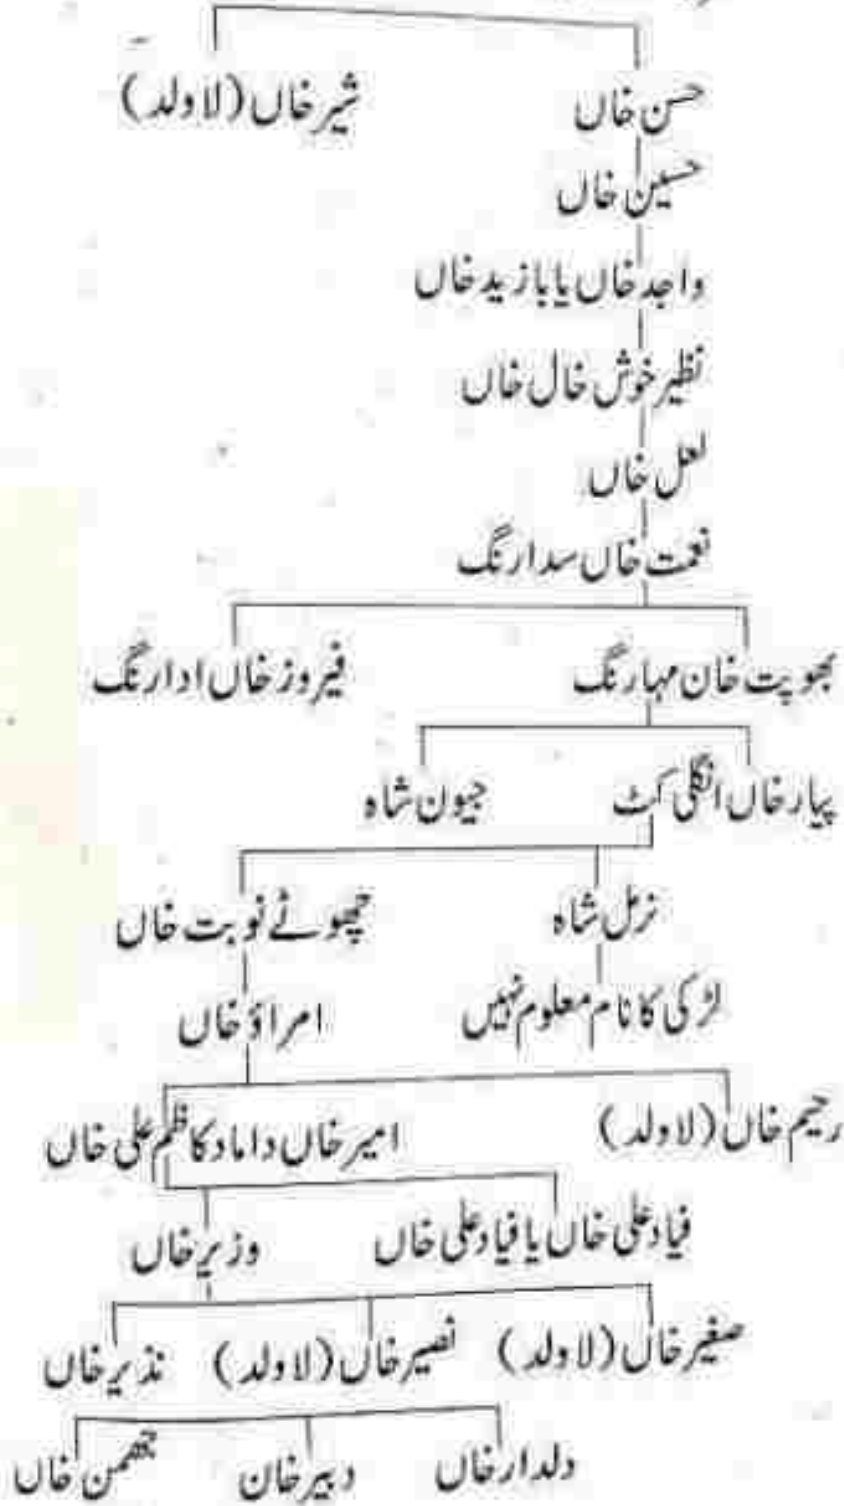 حسن خاں شیر خاں (لاولد)
حسین خاں
واجد خاں یا بازید خاں
نظیر خوش خال خاں
لعل خاں
نعمت خاں سدارنگ
بھوپت خان مہارنگ فیروز خاں ادارنگ
پیار خاں انگلی کٹ جیون شاہ
نرمل شاہ چھوٹے نوبت خاں
لڑکی کا نام معلوم نہیں امراؤ خاں
رحیم خاں (لاولد) امیر خاں داماد کاظم علی خاں
فیاد علی خاں یا فیاد علی خاں وزیر خاں
صغیر خاں (لاولد) نصیر خاں (لاولد) نذیر خاں
دلدار خاں دبیر خان چھمن خاں